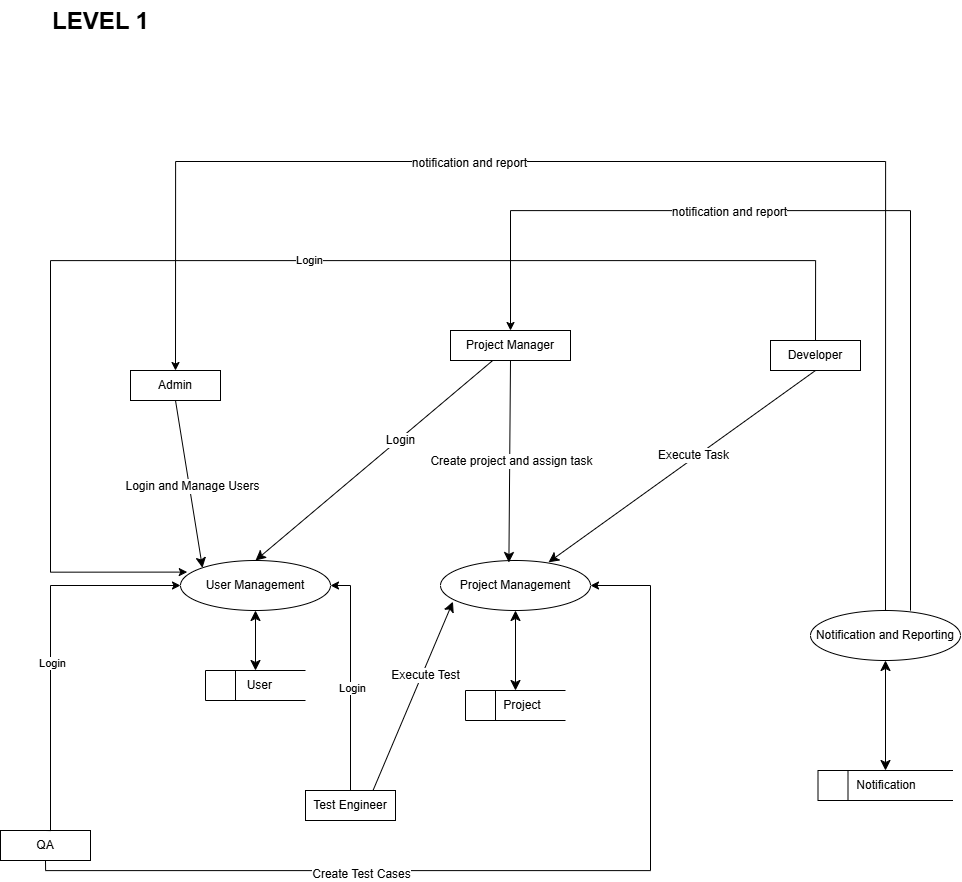 LEVEL 1
notification and report
notification and report
Login
Project Manager
Developer
Admin
Login
Execute Task
Create project and assign task
Login and Manage Users
User Management
Project Management
Notification and Reporting
Login
Execute Test
User
Login
Project
Notification
Test Engineer
QA
Create Test Cases